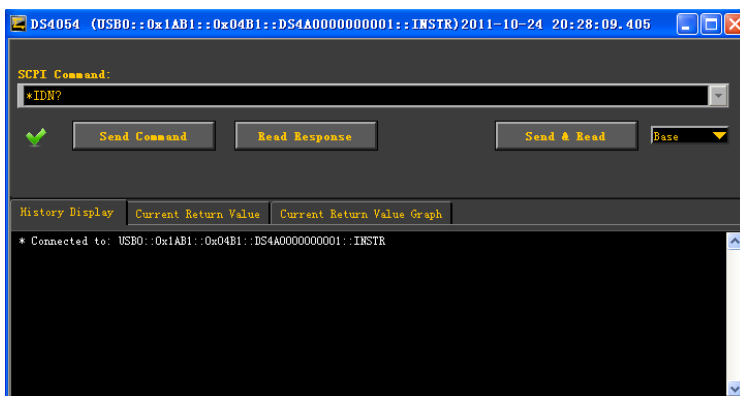 DS4054 (USB0::0x1AB1::0x04B1::DS4A0000000001::INSTR)2011-10-24 20:28:09.405
SCPI Command:
*IDN?
Send Command Read Response Send & Read Base
History Display Current Return Value Current Return Value Graph
* Connected to: USB0::0x1AB1::0x04B1::DS4A0000000001::INSTR